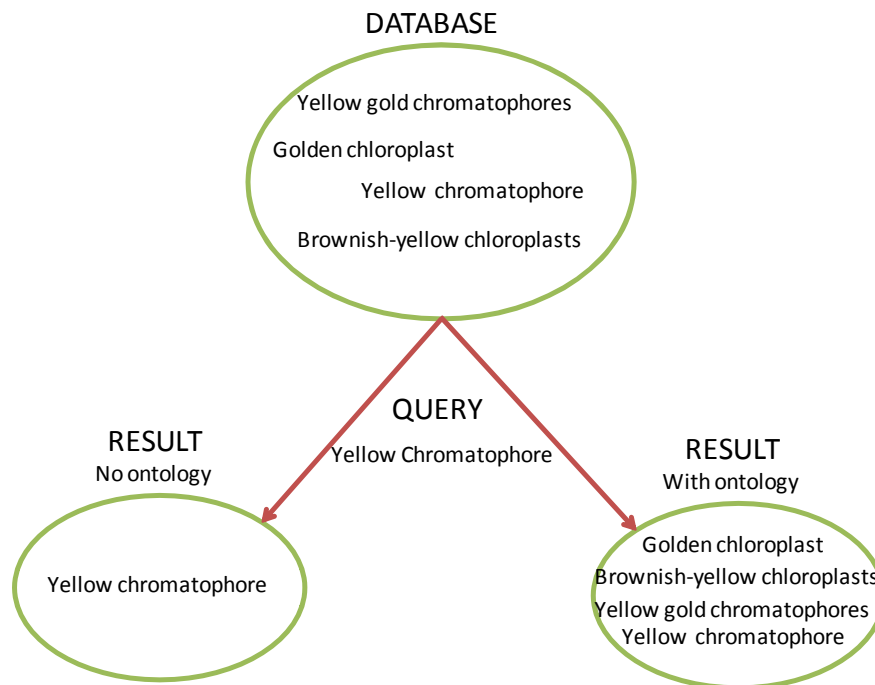 DATABASE
Yellow gold chromatophores
Golden chloroplast
Yellow chromatophore
Brownish-yellow chloroplasts
QUERY
Yellow Chromatophore
RESULT
No ontology
Yellow chromatophore
RESULT
With ontology
Golden chloroplast
Brownish-yellow chloroplasts
Yellow gold chromatophores
Yellow chromatophore